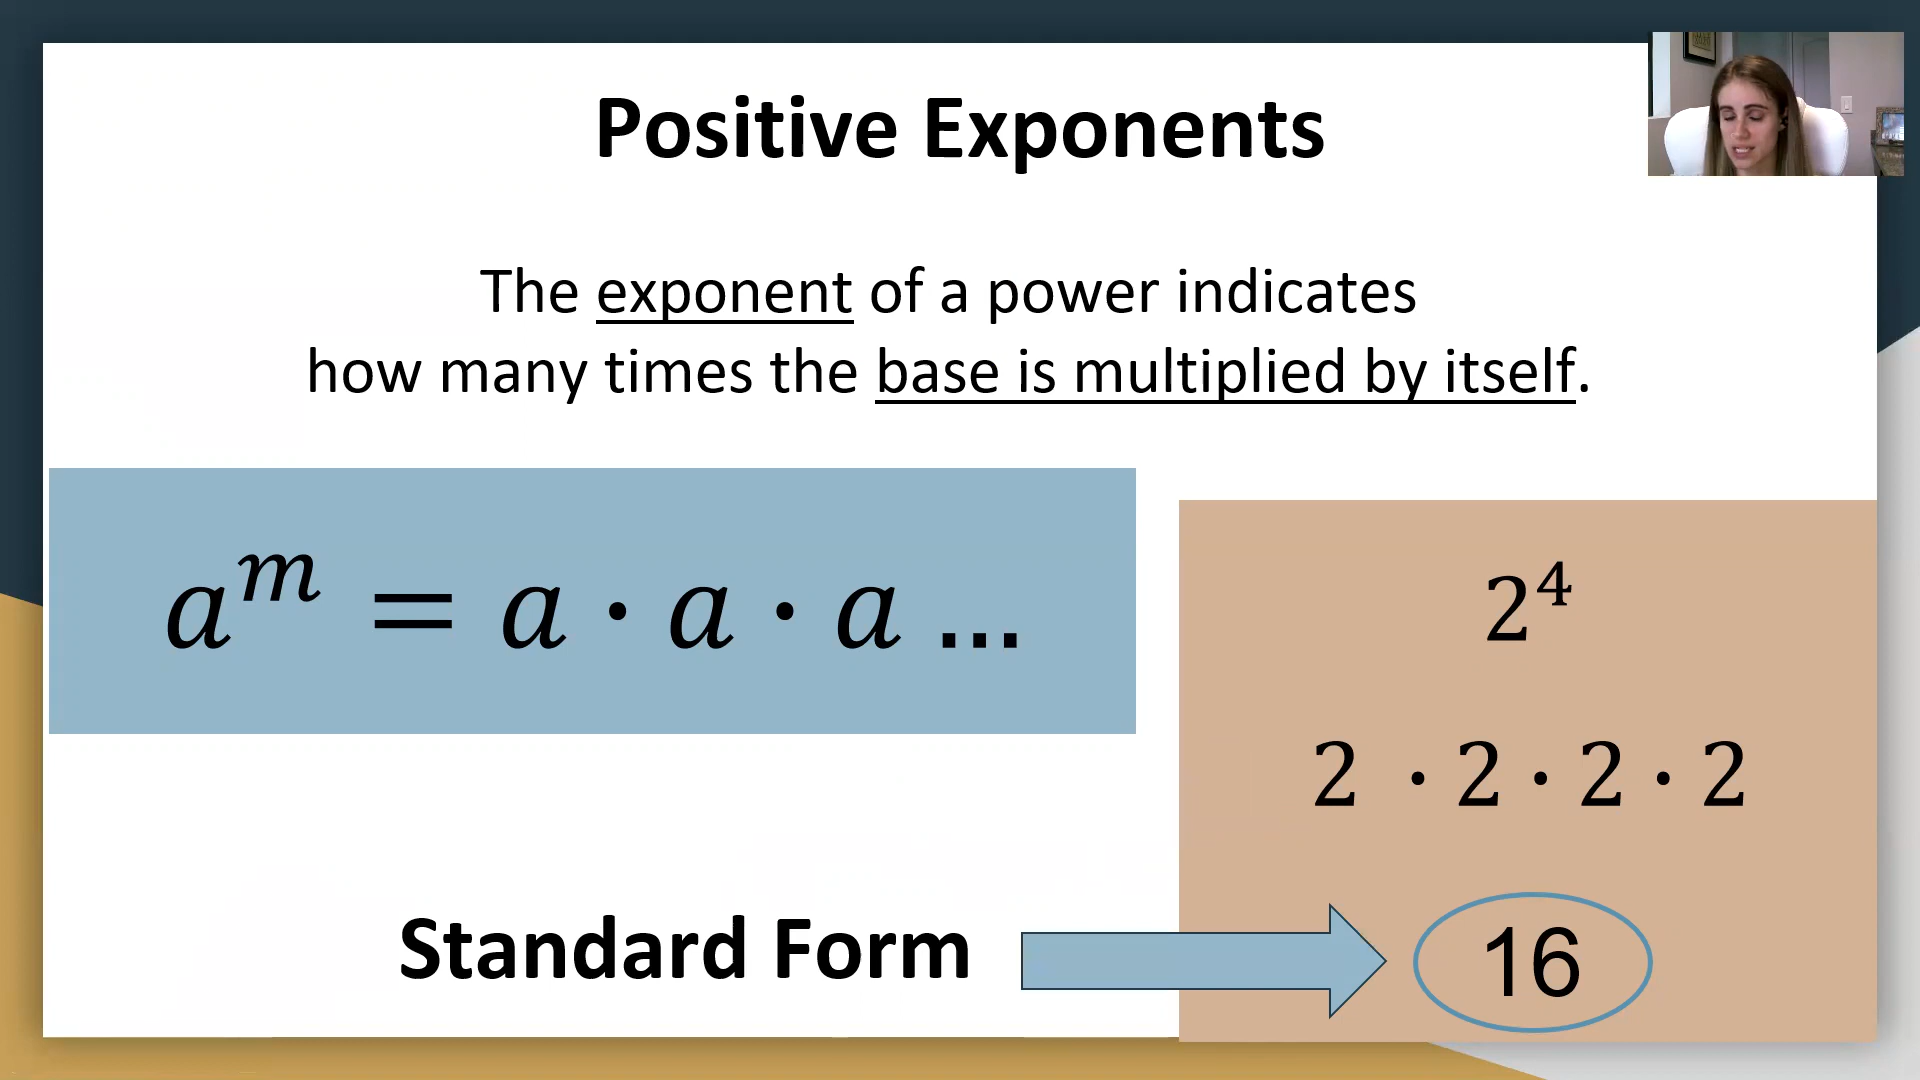 Positive Exponents
The exponent of a power indicates
how many times the base is multiplied by itself.
aᵐ = a · a · a ...
2⁴
2 · 2 · 2 · 2
Standard Form
16